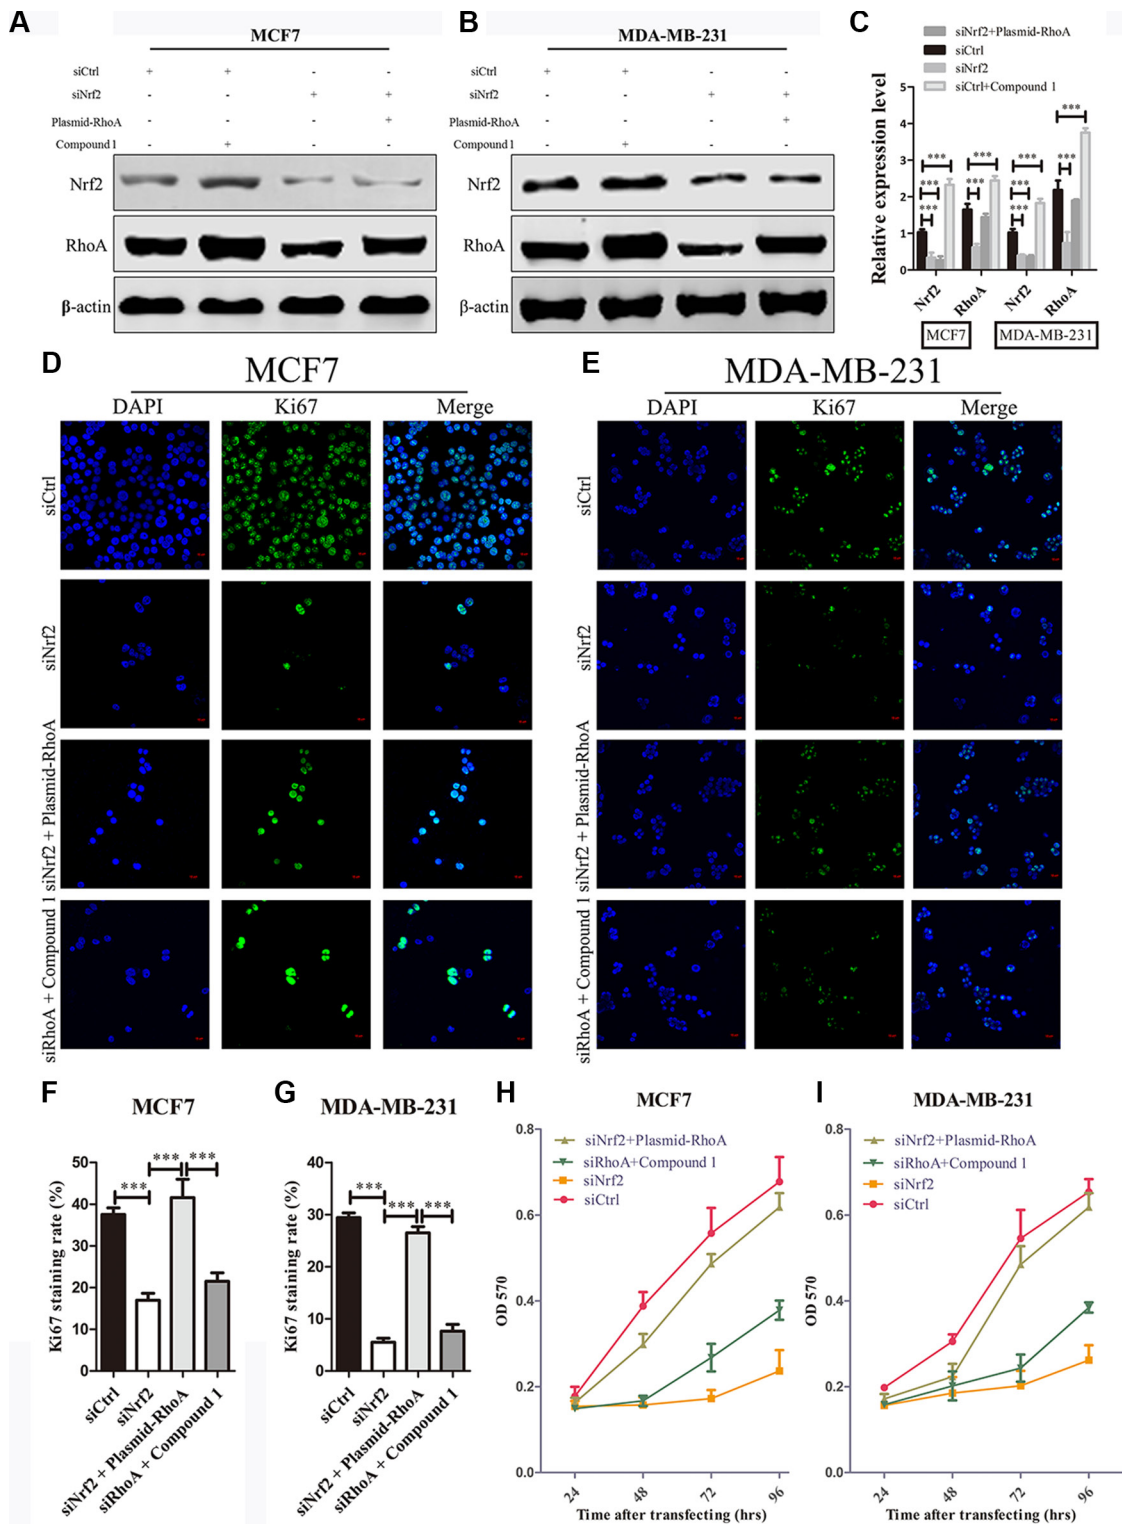 A
MCF7
siCtrl + + - -
siNrf2 - - + +
Plasmid-RhoA - - - +
Compound1 - + - -
Nrf2
RhoA
β-actin
B
MDA-MB-231
siCtrl + + - -
siNrf2 - - + +
Plasmid-RhoA - - - +
Compound 1 - + - -
Nrf2
RhoA
β-actin
C
siNrf2+Plasmid-RhoA
siCtrl
siNrf2
siCtrl+Compound 1
Relative expression level
5
4
3
2
1
0
*** *** *** ***
*** *** *** ***
*** ***
Nrf2 RhoA Nrf2 RhoA
MCF7 MDA-MB-231
D
MCF7
DAPI Ki67 Merge
siCtrl
siNrf2
siNrf2 + Plasmid-RhoA
siRhoA + Compound 1
E
MDA-MB-231
DAPI Ki67 Merge
siCtrl
siNrf2
siNrf2 + Plasmid-RhoA
siRhoA + Compound 1
F
MCF7
Ki67 staining rate (%)
50
40
30
20
10
0
*** *** ***
siCtrl
siNrf2
siNrf2 + Plasmid-RhoA
siRhoA + Compound 1
G
MDA-MB-231
Ki67 staining rate (%)
40
30
20
10
0
*** *** ***
siCtrl
siNrf2
siNrf2 + Plasmid-RhoA
siRhoA + Compound 1
H
MCF7
siNrf2+Plasmid-RhoA
siRhoA+Compound 1
siNrf2
siCtrl
OD 570
0.8
0.6
0.4
0.2
0.0
24 48 72 96
Time after transfecting (hrs)
I
MDA-MB-231
siNrf2+Plasmid-RhoA
siRhoA+Compound 1
siNrf2
siCtrl
OD 570
0.8
0.6
0.4
0.2
0.0
24 48 72 96
Time after transfecting (hrs)